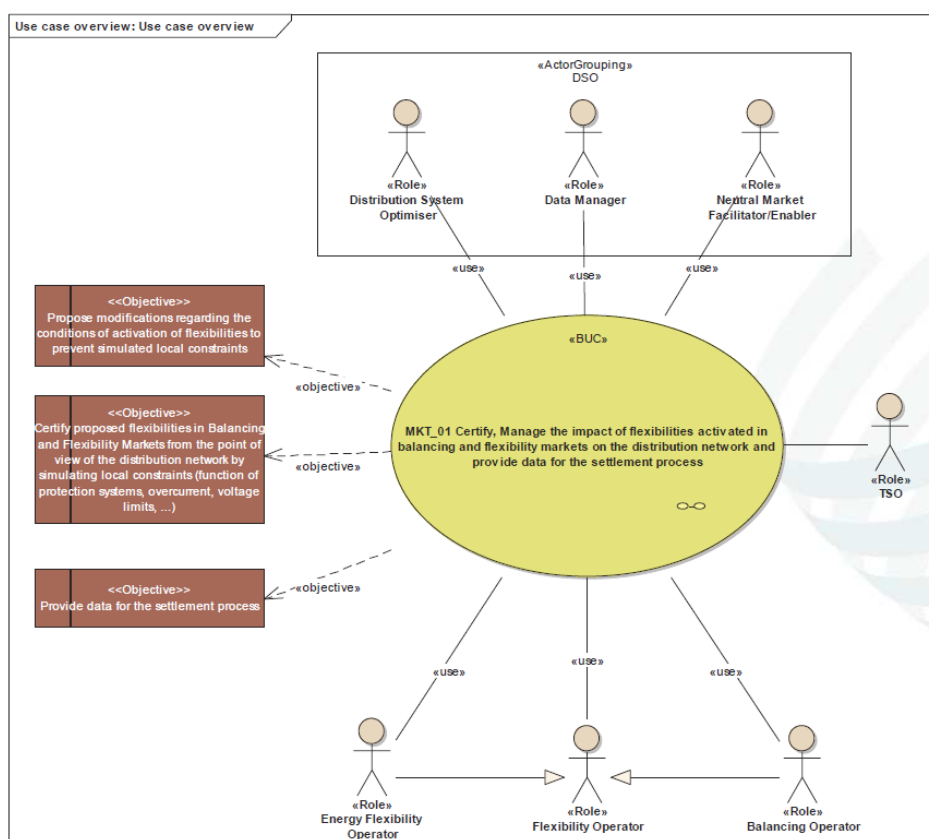 Use case overview: Use case overview
«ActorGrouping»
DSO
«Role»
Distribution System
Optimiser
«Role»
Data Manager
«Role»
Neutral Market
Facilitator/Enabler
«use»
«use»
«use»
<<Objective>>
Propose modifications regarding the
conditions of activation of flexibilities to
prevent simulated local constraints
«objective»
<<Objective>>
Certify proposed flexibilities in Balancing
and Flexibility Markets from the point of
view of the distribution network by
simulating local constraints (function of
protection systems, overcurrent, voltage
limits, ...)
«objective»
<<Objective>>
Provide data for the settlement process
«objective»
«BUC»
MKT_01 Certify, Manage the impact of flexibilities activated in
balancing and flexibility markets on the distribution network and
provide data for the settlement process
«Role»
TSO
«use»
«use»
«use»
«Role»
Energy Flexibility
Operator
«Role»
Flexibility Operator
«Role»
Balancing Operator